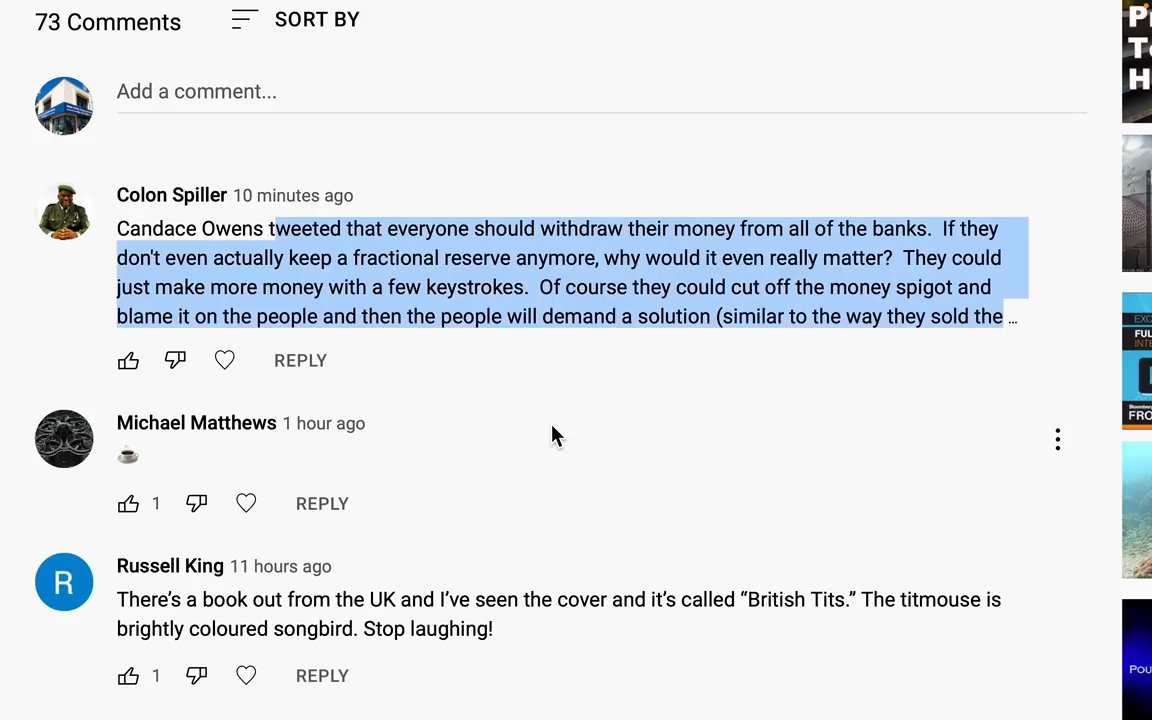 73 Comments
SORT BY
Add a comment...
Colon Spiller 10 minutes ago
Candace Owens tweeted that everyone should withdraw their money from all of the banks.  If they
don't even actually keep a fractional reserve anymore, why would it even really matter?  They could
just make more money with a few keystrokes.  Of course they could cut off the money spigot and
blame it on the people and then the people will demand a solution (similar to the way they sold the ...
REPLY
Michael Matthews 1 hour ago
☕
1 REPLY
Russell King 11 hours ago
There’s a book out from the UK and I’ve seen the cover and it’s called “British Tits.” The titmouse is
brightly coloured songbird. Stop laughing!
1 REPLY
R